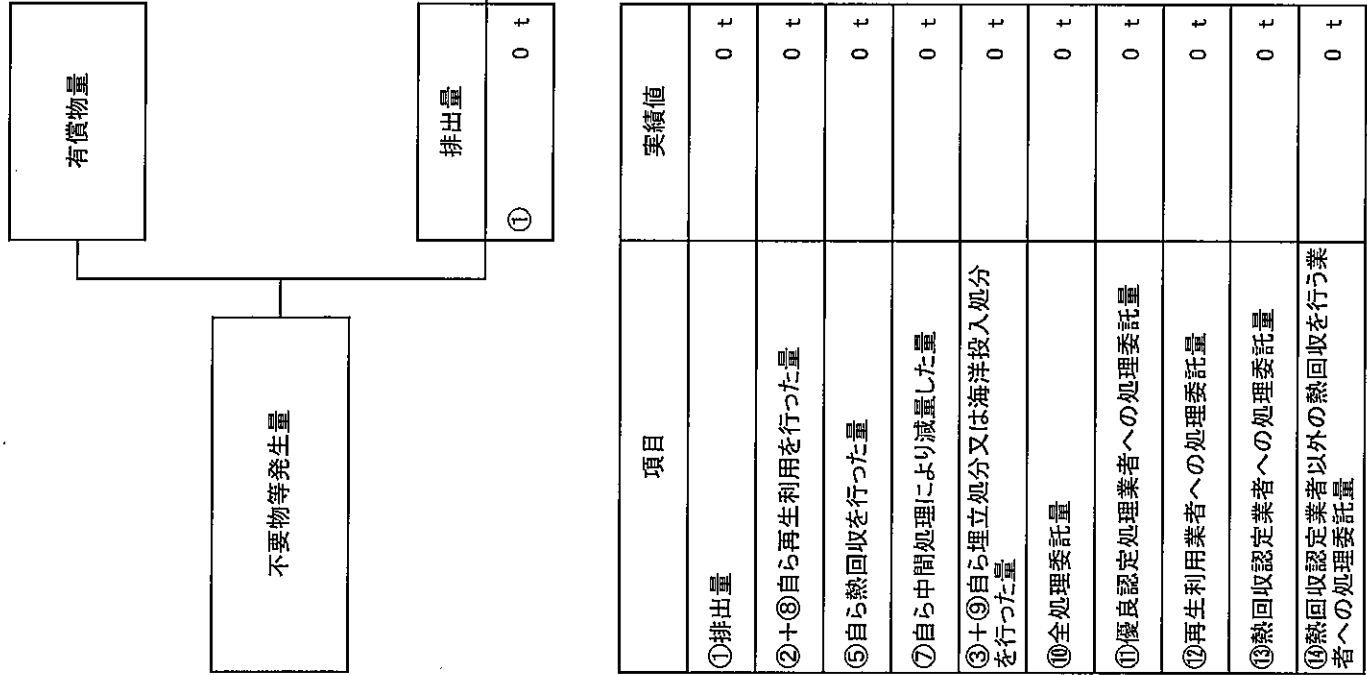 有償物量
不要物等発生量
排出量
① 0 t
項目 実績値
①排出量 0 t
②+⑧自ら再生利用を行った量 0 t
⑤自ら熱回収を行った量 0 t
⑦自ら中間処理により減量した量 0 t
③+⑨自ら埋立処分又は海洋投入処分
を行った量 0 t
⑩全処理委託量 0 t
⑪優良認定処理業者への処理委託量 0 t
⑫再生利用業者への処理委託量 0 t
⑬熱回収認定業者への処理委託量 0 t
⑭熱回収認定業者以外の熱回収を行う業
者への処理委託量 0 t